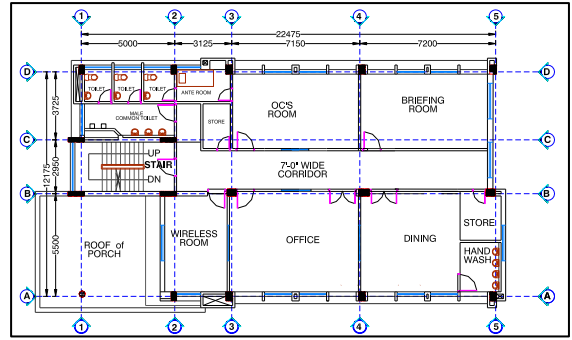 1 2 3 4 5
22475
5000 3125 7150 7200
D D
TOILET TOILET TOILET
ANTE ROOM
3725
OC'S
ROOM
BRIEFING
ROOM
MALE
COMMON TOILET
STORE
C C
UP
STAIR
DN
2950
12175
7'-0" WIDE
CORRIDOR
B B
5500
ROOF of
PORCH
WIRELESS
ROOM
OFFICE
DINING
STORE
HAND
WASH
A A
1 2 3 4 5